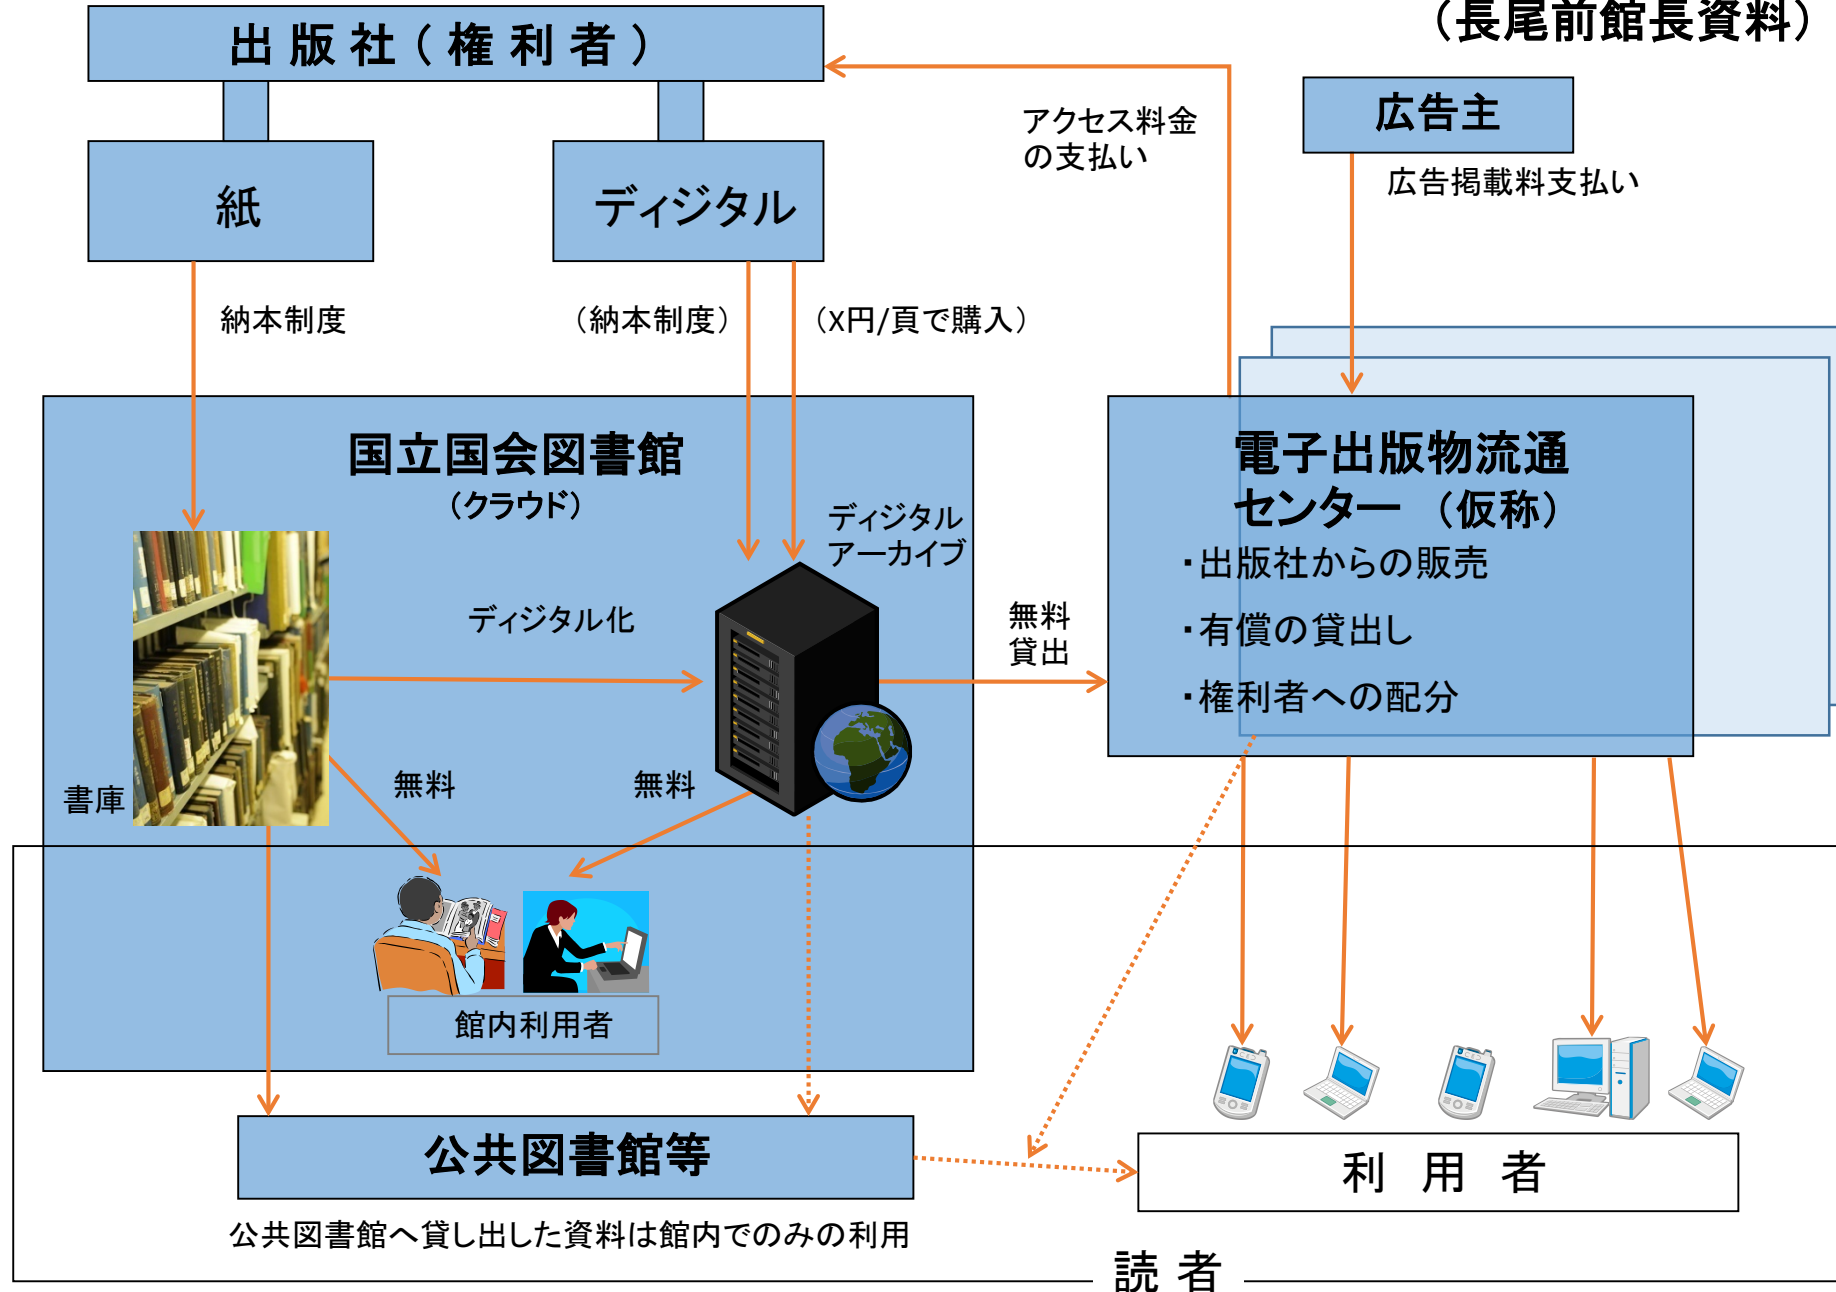 （長尾前館長資料）
出 版 社 （ 権 利 者 ）
広告主
アクセス料金
の支払い
広告掲載料支払い
紙
ディジタル
納本制度
（納本制度）
（X円/頁で購入）
国立国会図書館
（クラウド）
ディジタル
アーカイブ
電子出版物流通
センター （仮称）
・出版社からの販売
・有償の貸出し
・権利者への配分
ディジタル化
無料
貸出
書庫
無料
無料
館内利用者
公共図書館等
利 用 者
公共図書館へ貸し出した資料は館内でのみの利用
読 者